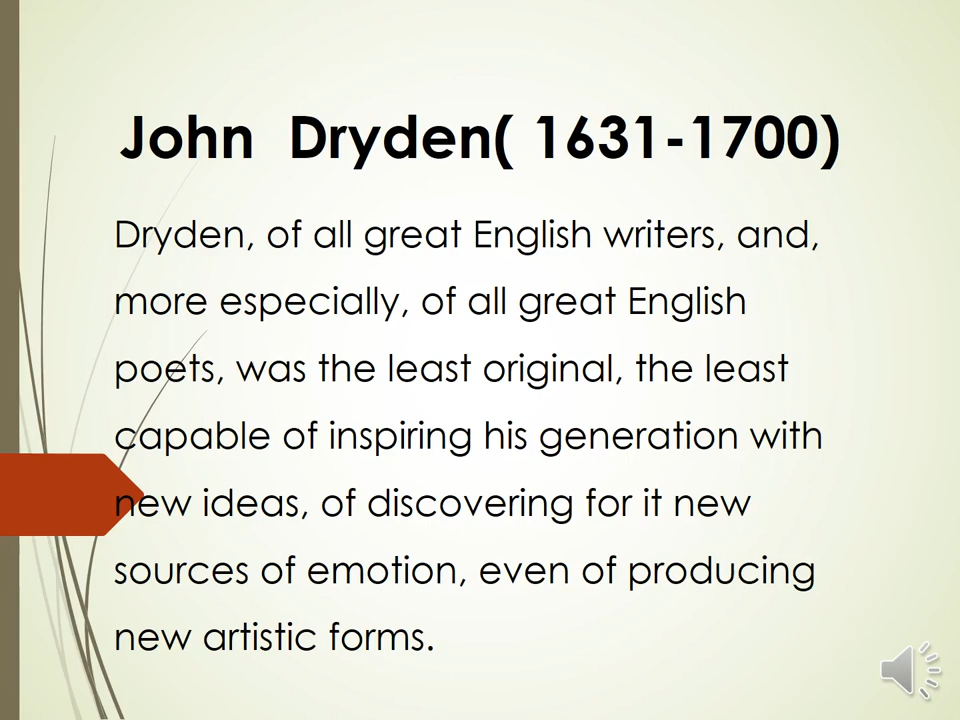 John  Dryden( 1631-1700)
Dryden, of all great English writers, and,
more especially, of all great English
poets, was the least original, the least
capable of inspiring his generation with
new ideas, of discovering for it new
sources of emotion, even of producing
new artistic forms.